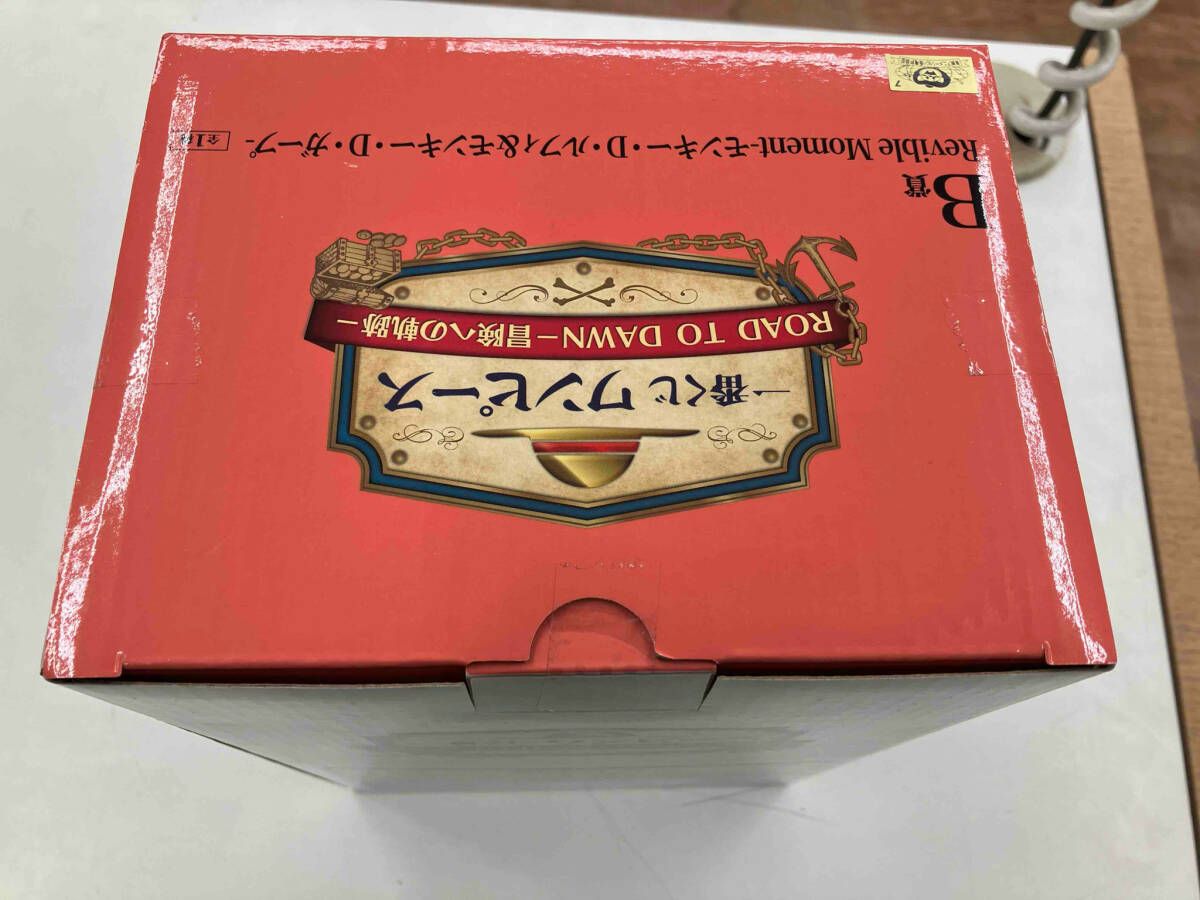 B賞
Revible Moment-モンキー・D・ルフィ&モンキー・D・ガープ-
全1種
一番くじ ワンピース
ROAD TO DAWN－冒険への軌跡－